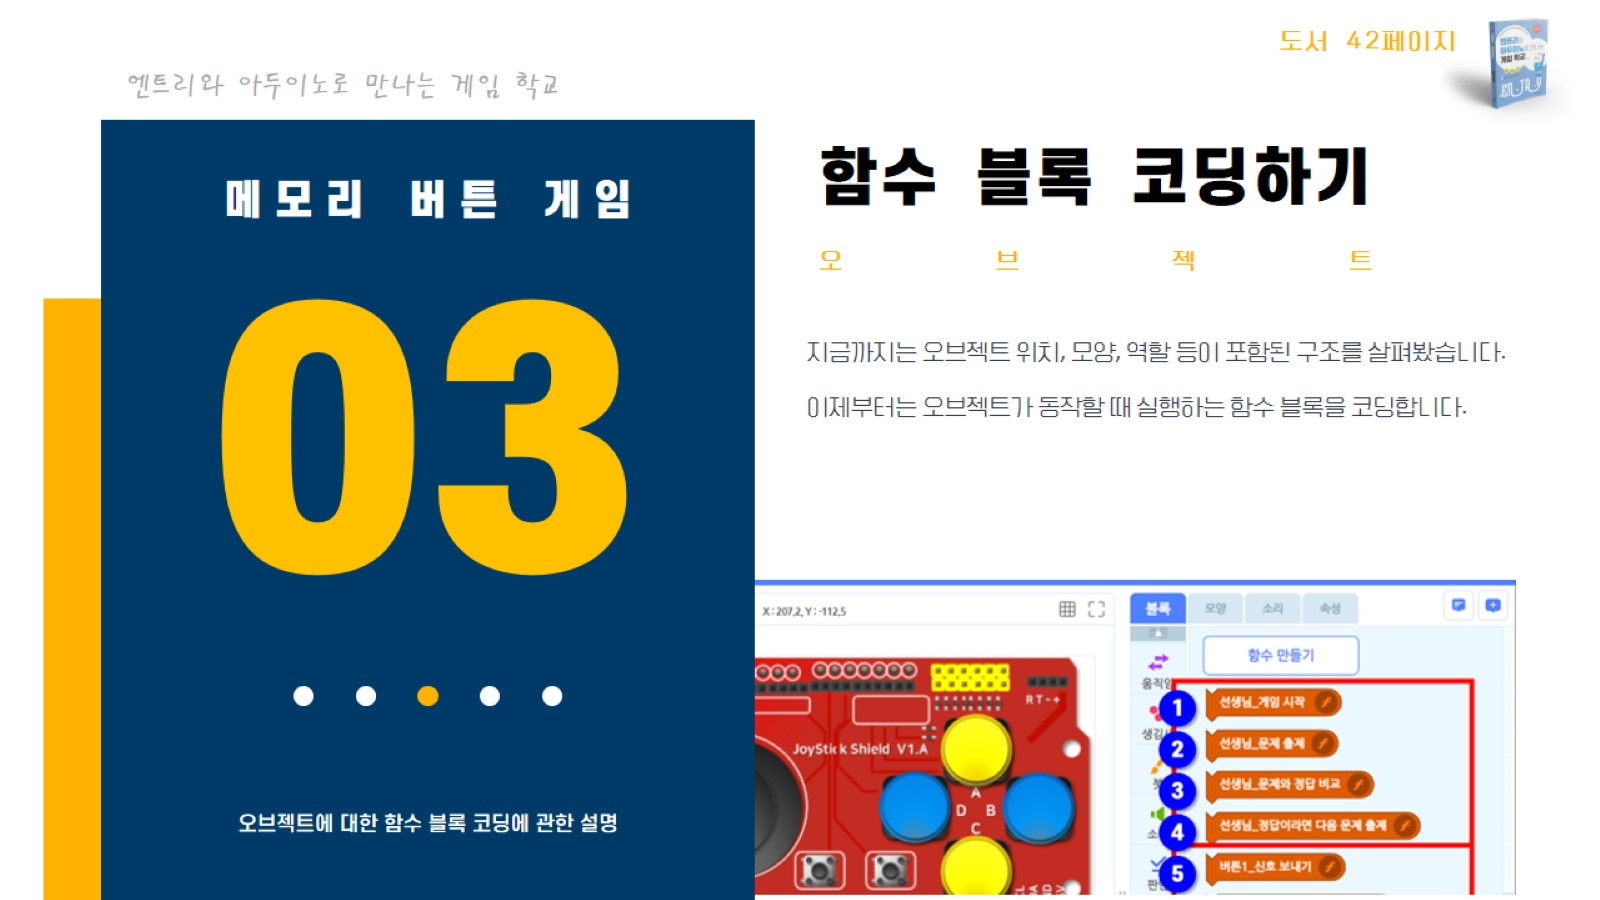 도서 42페이지
엔트리와 아두이노로 만나는 게임 학교
메모리 버튼 게임
03
오브젝트에 대한 함수 블록 코딩에 관한 설명
함수 블록 코딩하기
오 브 젝 트
지금까지는 오브젝트 위치, 모양, 역할 등이 포함된 구조를 살펴봤습니다.
이제부터는 오브젝트가 동작할 때 실행하는 함수 블록을 코딩합니다.
X : 207.2, Y : -112.5
블록 모양 소리 속성
함수 만들기
움직임
RT-+
JoyStick Shield V1.A
A
D B
C
1 선생님_게임 시작
2 선생님_문제 출제
3 선생님_문제와 정답 비교
4 선생님_정답이라면 다음 문제 출제
5 버튼1_신호 보내기